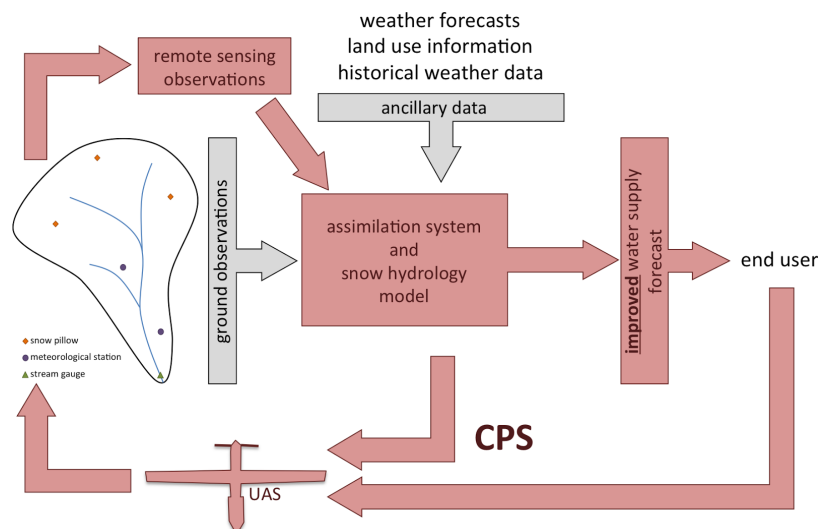 weather forecasts
land use information
historical weather data
remote sensing
observations
ancillary data
ground observations
assimilation system
and
snow hydrology
model
improved water supply
forecast
end user
snow pillow
meteorological station
stream gauge
CPS
UAS